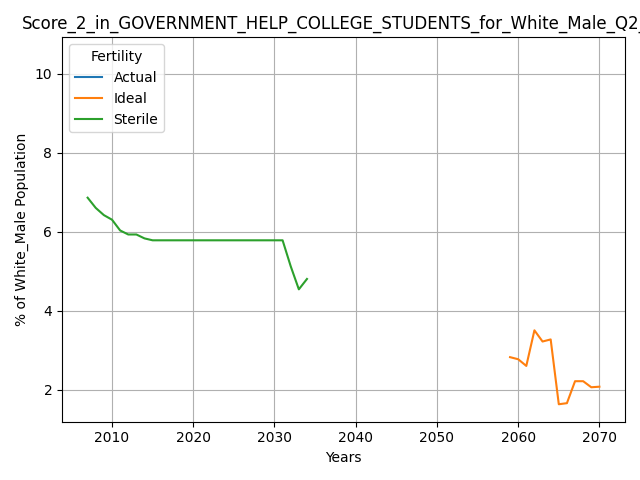 Score_2_in_GOVERNMENT_HELP_COLLEGE_STUDENTS_for_White_Male_Q2_
Fertility
Actual
Ideal
Sterile
% of White_Male Population
10
8
6
4
2
2010 2020 2030 2040 2050 2060 2070
Years